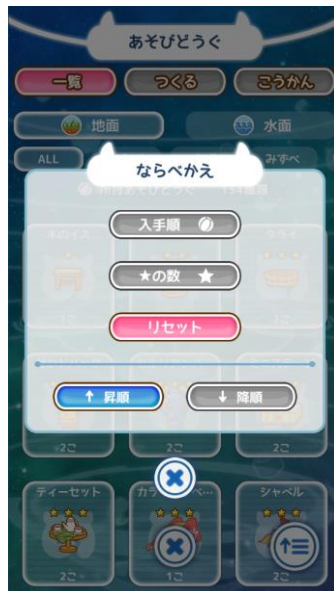 あそびどうぐ
一覧
つくる
こうかん
地面
水面
ALL
みずべ
ならべかえ
入手順
★の数 ★
リセット
↑ 昇順
↓ 降順
2こ
2こ
2こ
ティーセット
シャベル
★★★
★★★
★★★
2こ
1こ
2こ